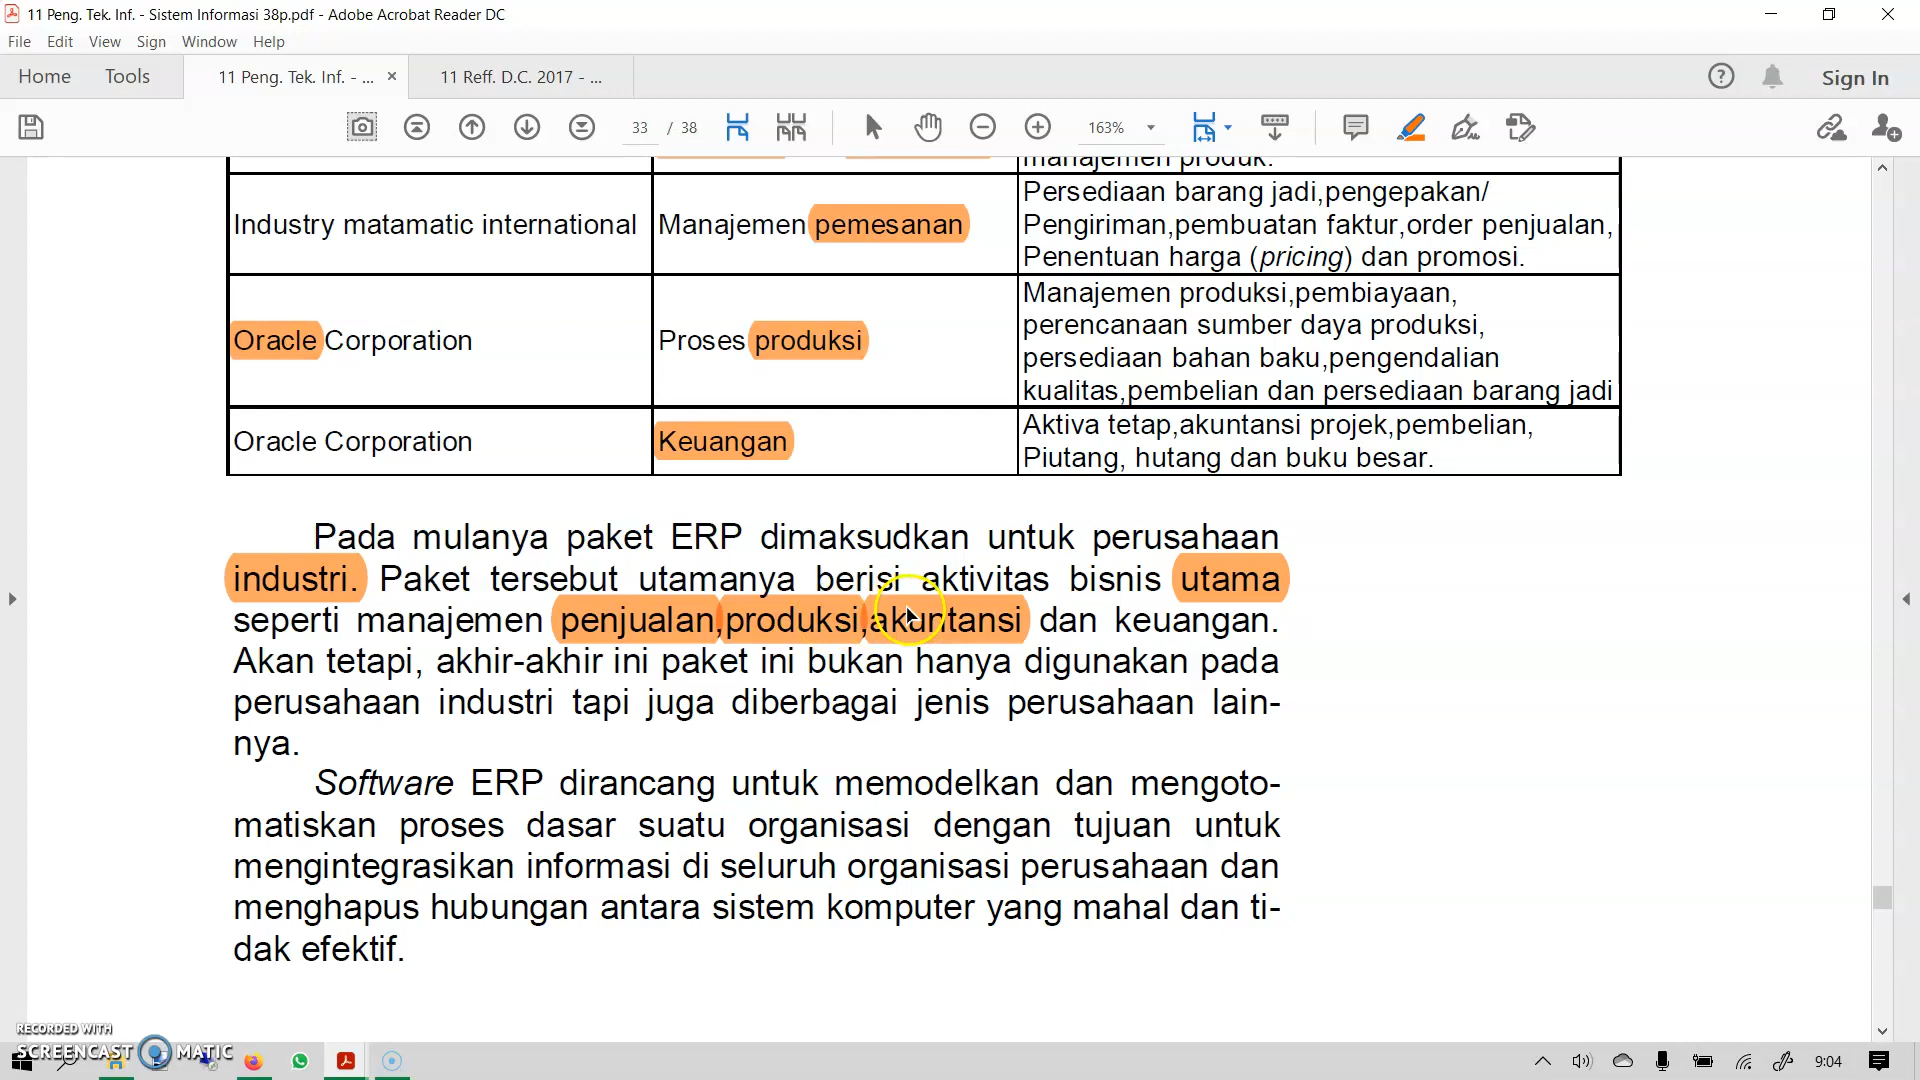 11 Peng. Tek. Inf. - Sistem Informasi 38p.pdf - Adobe Acrobat Reader DC
File Edit View Sign Window Help
Home Tools 11 Peng. Tek. Inf. - ... × 11 Reff. D.C. 2017 - ... Sign In
33 / 38 163%
manajemen produk.
Industry matamatic international
Manajemen pemesanan
Persediaan barang jadi,pengepakan/
Pengiriman,pembuatan faktur,order penjualan,
Penentuan harga (pricing) dan promosi.
Oracle Corporation
Proses produksi
Manajemen produksi,pembiayaan,
perencanaan sumber daya produksi,
persediaan bahan baku,pengendalian
kualitas,pembelian dan persediaan barang jadi
Oracle Corporation
Keuangan
Aktiva tetap,akuntansi projek,pembelian,
Piutang, hutang dan buku besar.
Pada mulanya paket ERP dimaksudkan untuk perusahaan
industri. Paket tersebut utamanya berisi aktivitas bisnis utama
seperti manajemen penjualan,produksi,akuntansi dan keuangan.
Akan tetapi, akhir-akhir ini paket ini bukan hanya digunakan pada
perusahaan industri tapi juga diberbagai jenis perusahaan lain-
nya.
Software ERP dirancang untuk memodelkan dan mengoto-
matiskan proses dasar suatu organisasi dengan tujuan untuk
mengintegrasikan informasi di seluruh organisasi perusahaan dan
menghapus hubungan antara sistem komputer yang mahal dan ti-
dak efektif.
RECORDED WITH
SCREENCAST MATIC
9:04